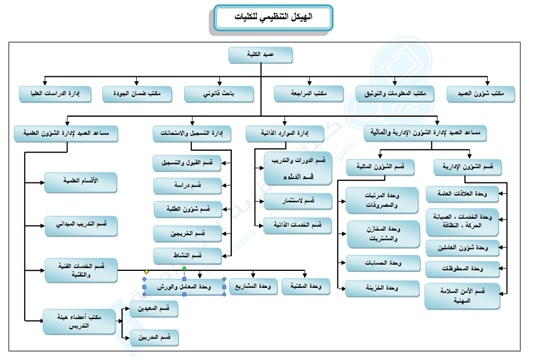 الهيكل التنظيمي للكليات
عميد الكلية
مكتب شؤون العميد
مكتب المعلومات والتوثيق
مكتب المراجعة
باحث قانوني
مكتب ضمان الجودة
إدارة الدراسات العليا
مساعد العميد لإدارة الشؤون الإدارية والمالية
إدارة الموارد الذاتية
إدارة التسجيل والامتحانات
مساعد العميد لإدارة الشؤون العلمية
قسم الشؤون الإدارية
وحدة العلاقات العامة
وحدة الخدمات ، الصيانة
الحركة ، النظافة
وحدة شؤون العاملين
وحدة المحفوظات
قسم الأمن السلامة
المهنية
قسم الشؤون المالية
وحدة المرتبات
والمصروفات
وحدة المخازن
والمشتريات
وحدة الحسابات
وحدة الخزينة
قسم الدورات والتدريب
قسم الدبلوم
قسم لاستشار
قسم الخدمات الذاتية
قسم القبول والتسجيل
قسم دراسة
قسم شؤون الطلبة
قسم الخريجين
قسم النشاط
الأقسام العلمية
قسم التدريب الميداني
قسم الخدمات الفنية
والتقنية
وحدة المكتبة
وحدة المشاريع
وحدة المعامل والورش
مكتب أعضاء هيئة
التدريس
قسم المعيدين
قسم المدربين